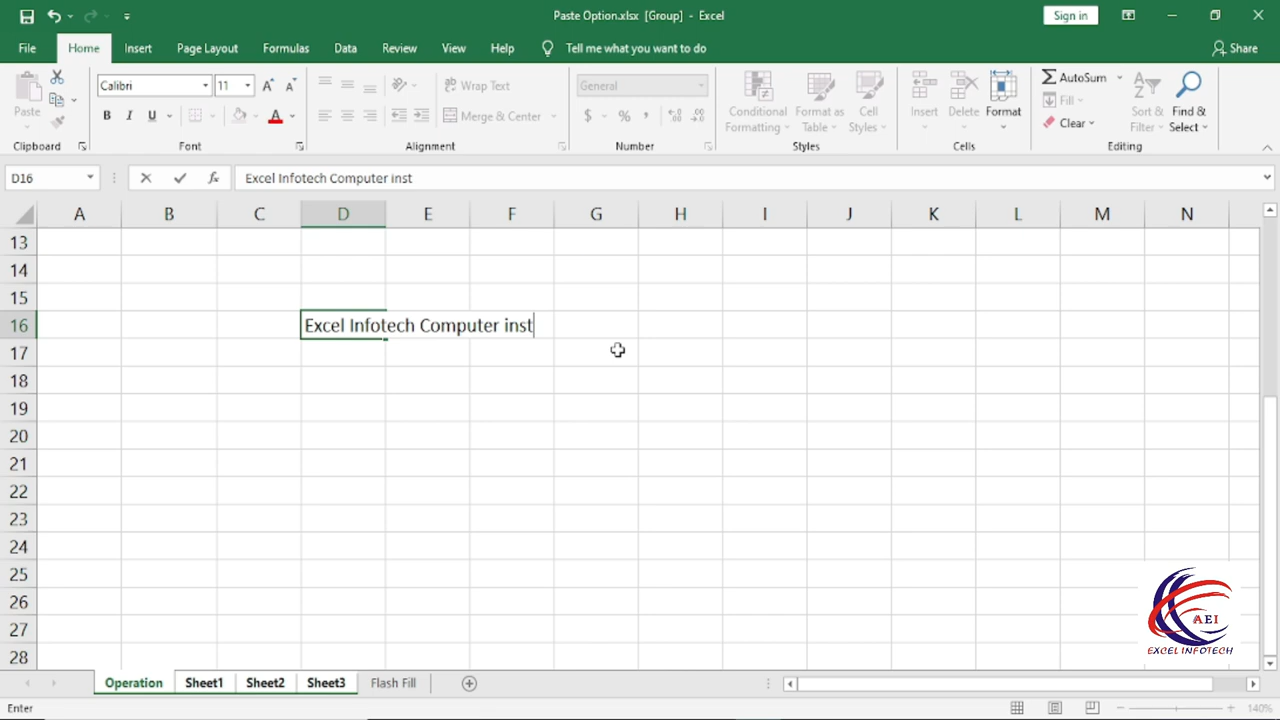 Paste Option.xlsx [Group] - Excel
Sign in
File Home Insert Page Layout Formulas Data Review View Help Tell me what you want to do Share
Calibri 11 A A Wrap Text General AutoSum
Paste B I U A Merge & Center $ % , Conditional Formatting Format as Table Cell Styles Insert Delete Format Fill Clear Sort & Filter Find & Select
Clipboard Font Alignment Number Styles Cells Editing
D16 fx Excel Infotech Computer inst
A B C D E F G H I J K L M N
13
14
15
16 Excel Infotech Computer inst
17
18
19
20
21
22
23
24
25
26
27
28
AEI
EXCEL INFOTECH
Operation Sheet1 Sheet2 Sheet3 Flash Fill
Enter 140%